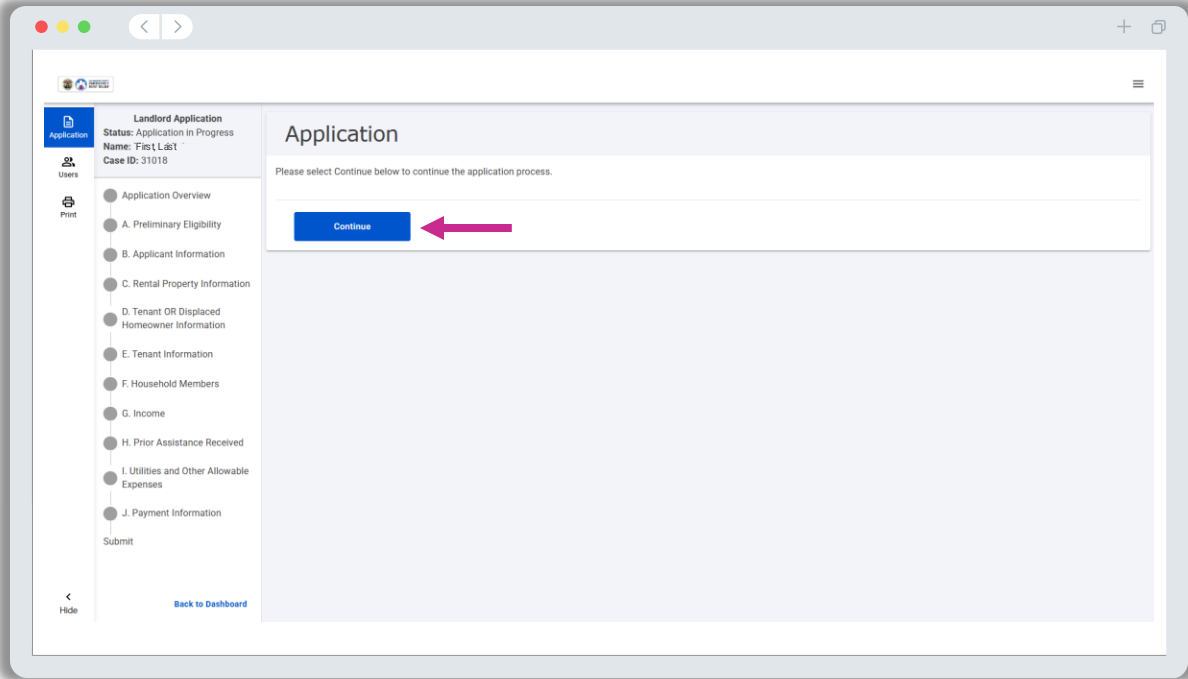 Application
Users
Print
Hide
Landlord Application
Status: Application in Progress
Name: First, Last
Case ID: 31018
Application Overview
A. Preliminary Eligibility
B. Applicant Information
C. Rental Property Information
D. Tenant OR Displaced
Homeowner Information
E. Tenant Information
F. Household Members
G. Income
H. Prior Assistance Received
I. Utilities and Other Allowable
Expenses
J. Payment Information
Submit
Back to Dashboard
Application
Please select Continue below to continue the application process.
Continue